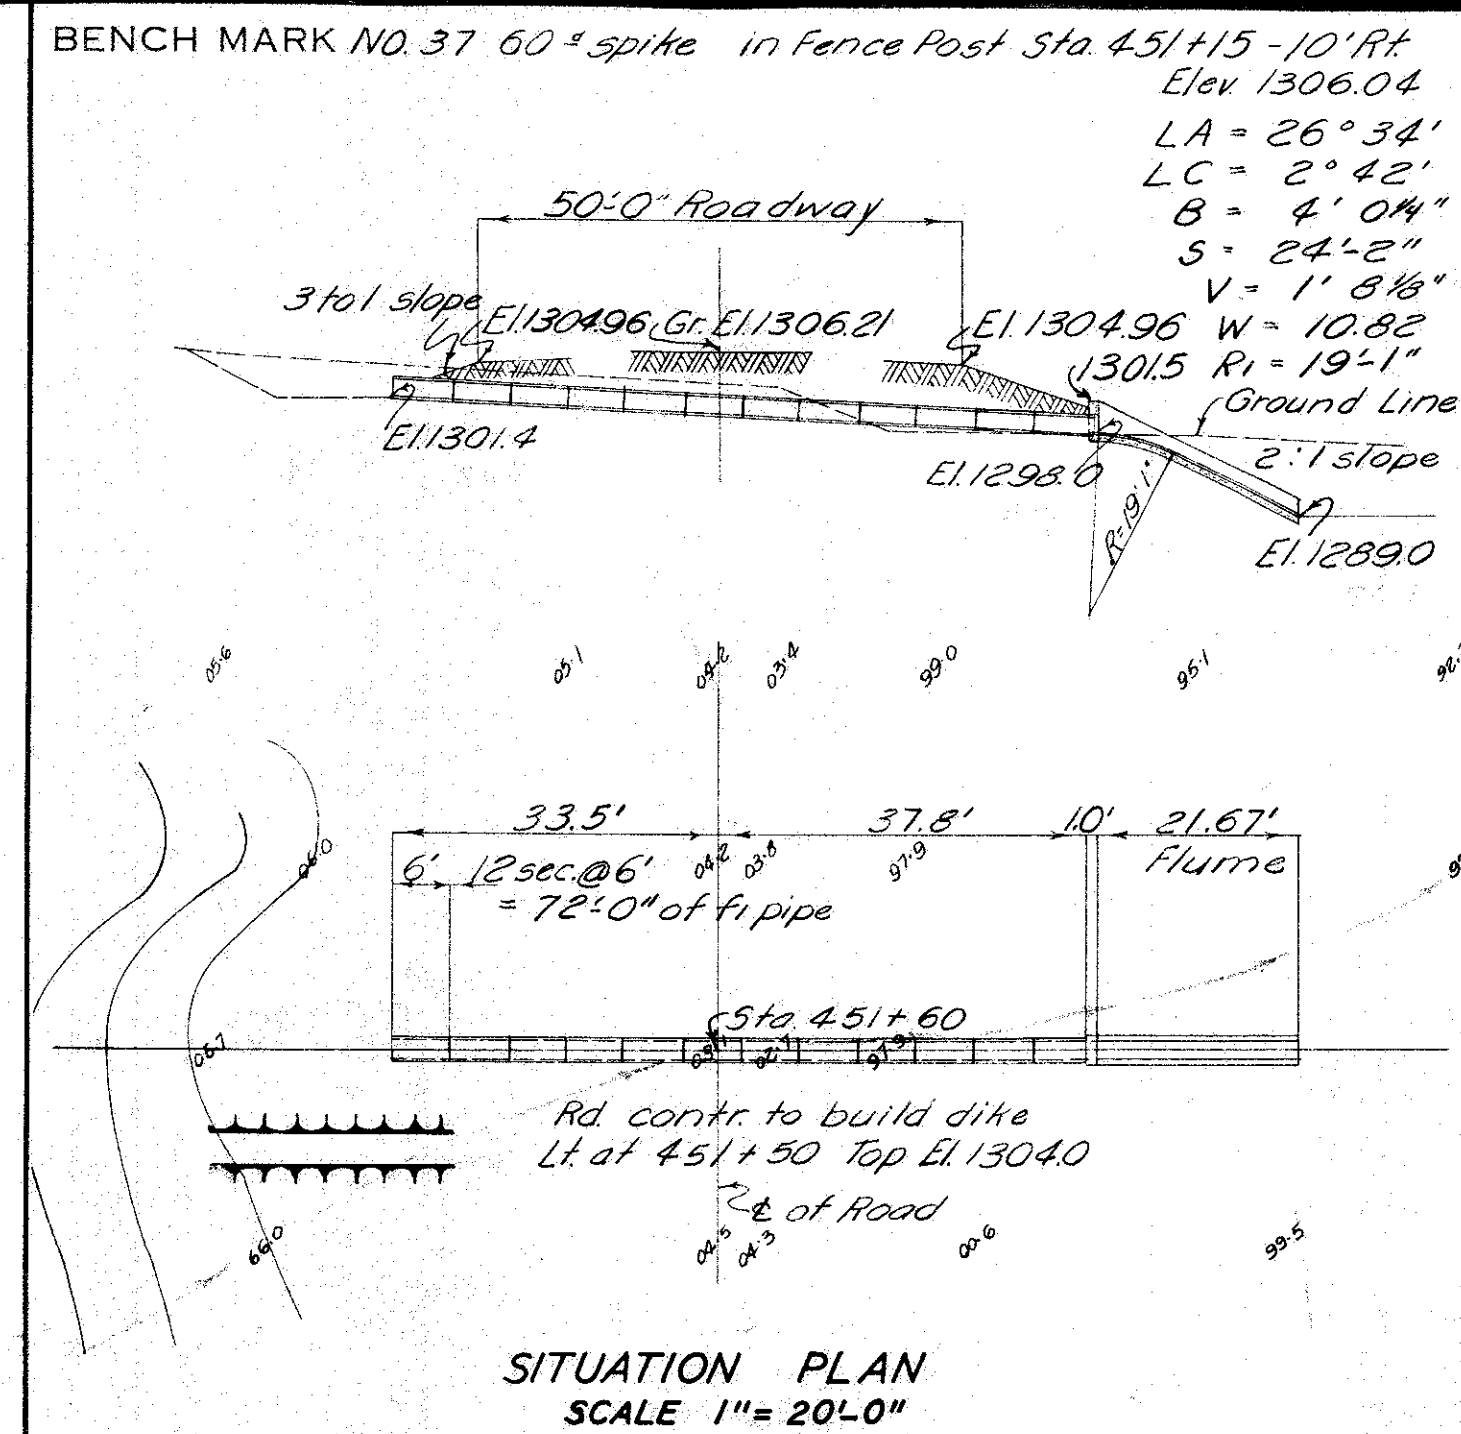 BENCH MARK NO. 37 60ᵈ spike in Fence Post Sta. 451+15 - 10' Rt.
Elev. 1306.04
LA = 26° 34'
LC = 2° 42'
B = 4' 0¼"
S = 24'-2"
V = 1' 8⅛"
W = 10.82
R₁ = 19'-1"
50'-0" Roadway
3 to 1 slope
El. 1304.96
Gr. El. 1306.21
El. 1304.96
1301.5
Ground Line
El. 1301.4
El. 1298.0
2:1 slope
R=19'1"
El. 1289.0
05.6
05.1
04.2
03.4
99.0
95.1
33.5'
37.8'
1.0'
21.67'
6'
12 sec. @ 6'
04.2
03.8
97.9
Flume
= 72'-0" of f₁ pipe
06.0
Sta. 451+60
06.7
02.7
97.9
Rd. contr. to build dike
Lt. at 451+50 Top El. 1304.0
℄ of Road
66.0
04.5
04.3
00.6
99.5
SITUATION PLAN
SCALE 1"= 20'-0"